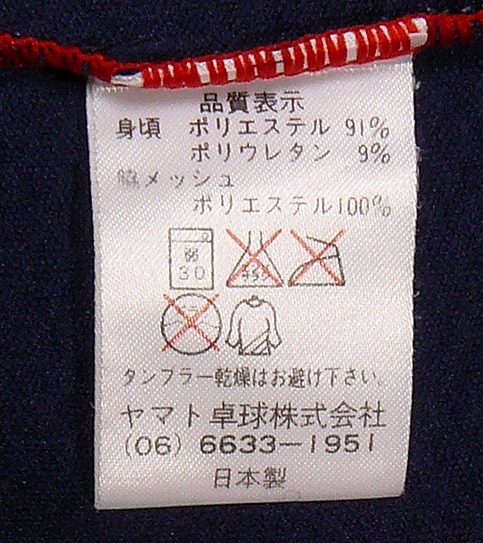 品質表示
身頃 ポリエステル 91%
ポリウレタン 9%
脇メッシュ
ポリエステル100%
弱
30
タンブラー乾燥はお避け下さい.
ヤマト卓球株式会社
(06) 6633-1951
日本製